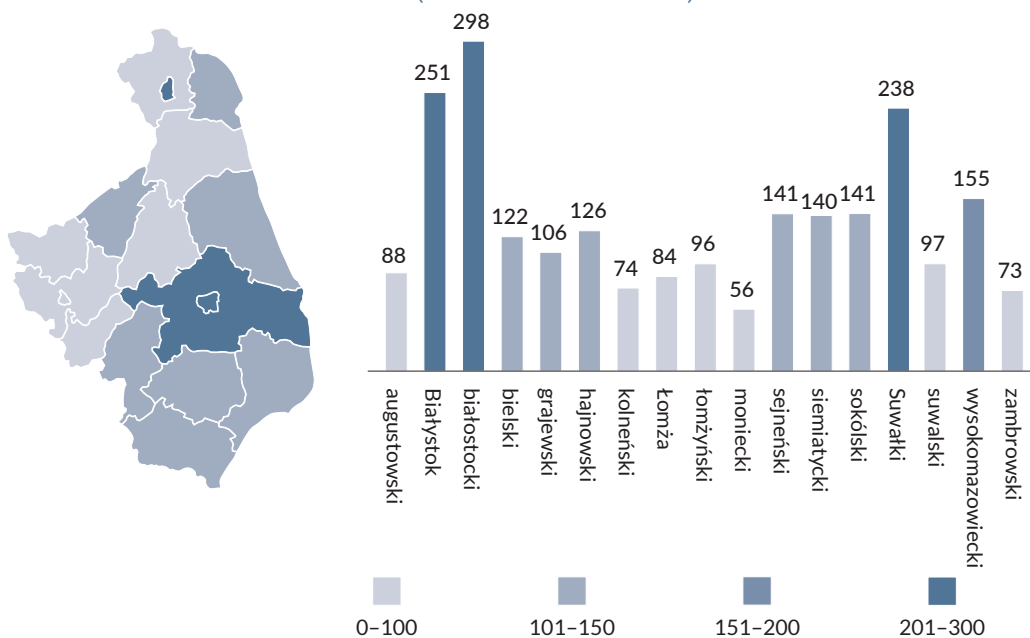 298
251
238
155
141
140
141
126
122
106
88
74
84
96
56
97
73
augustowski
Białystok
białostocki
bielski
grajewski
hajnowski
kolneński
Łomża
łomżyński
moniecki
sejneński
siemiatycki
sokólski
Suwałki
suwalski
wysokomazowiecki
zambrowski
0–100
101–150
151–200
201–300